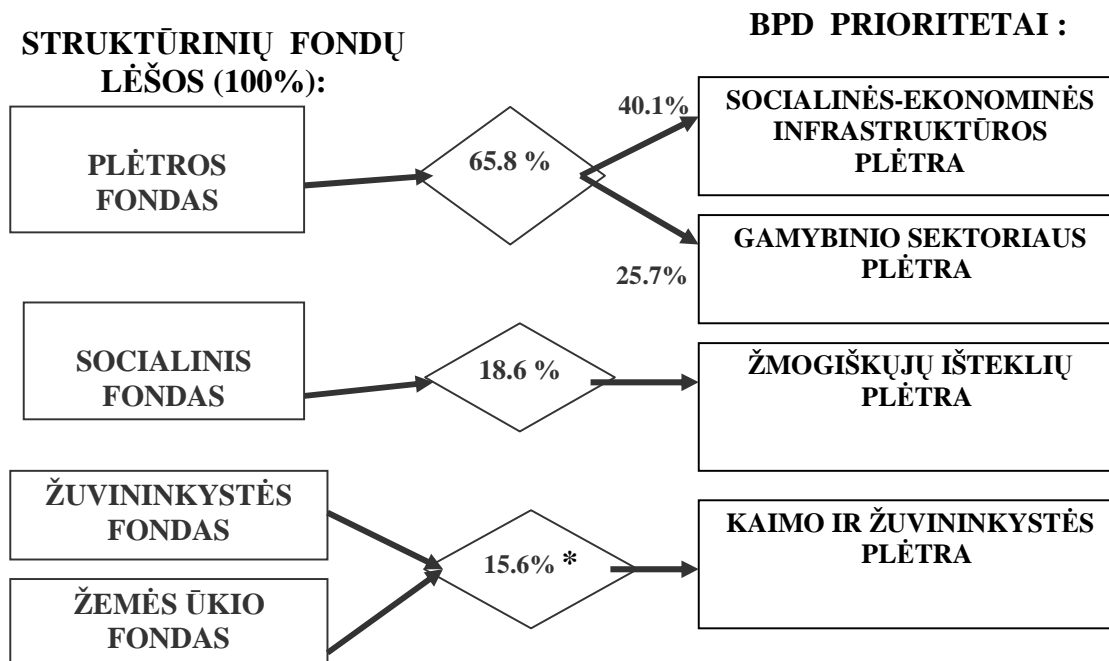 STRUKTŪRINIŲ FONDŲ
LĖŠOS (100%):
BPD PRIORITETAI :
PLĖTROS
FONDAS
65.8 %
40.1%
25.7%
SOCIALINĖS-EKONOMINĖS
INFRASTRUKTŪROS
PLĖTRA
GAMYBINIO SEKTORIAUS
PLĖTRA
SOCIALINIS
FONDAS
18.6 %
ŽMOGIŠKŲJŲ IŠTEKLIŲ
PLĖTRA
ŽUVININKYSTĖS
FONDAS
ŽEMĖS ŪKIO
FONDAS
15.6% *
KAIMO IR ŽUVININKYSTĖS
PLĖTRA